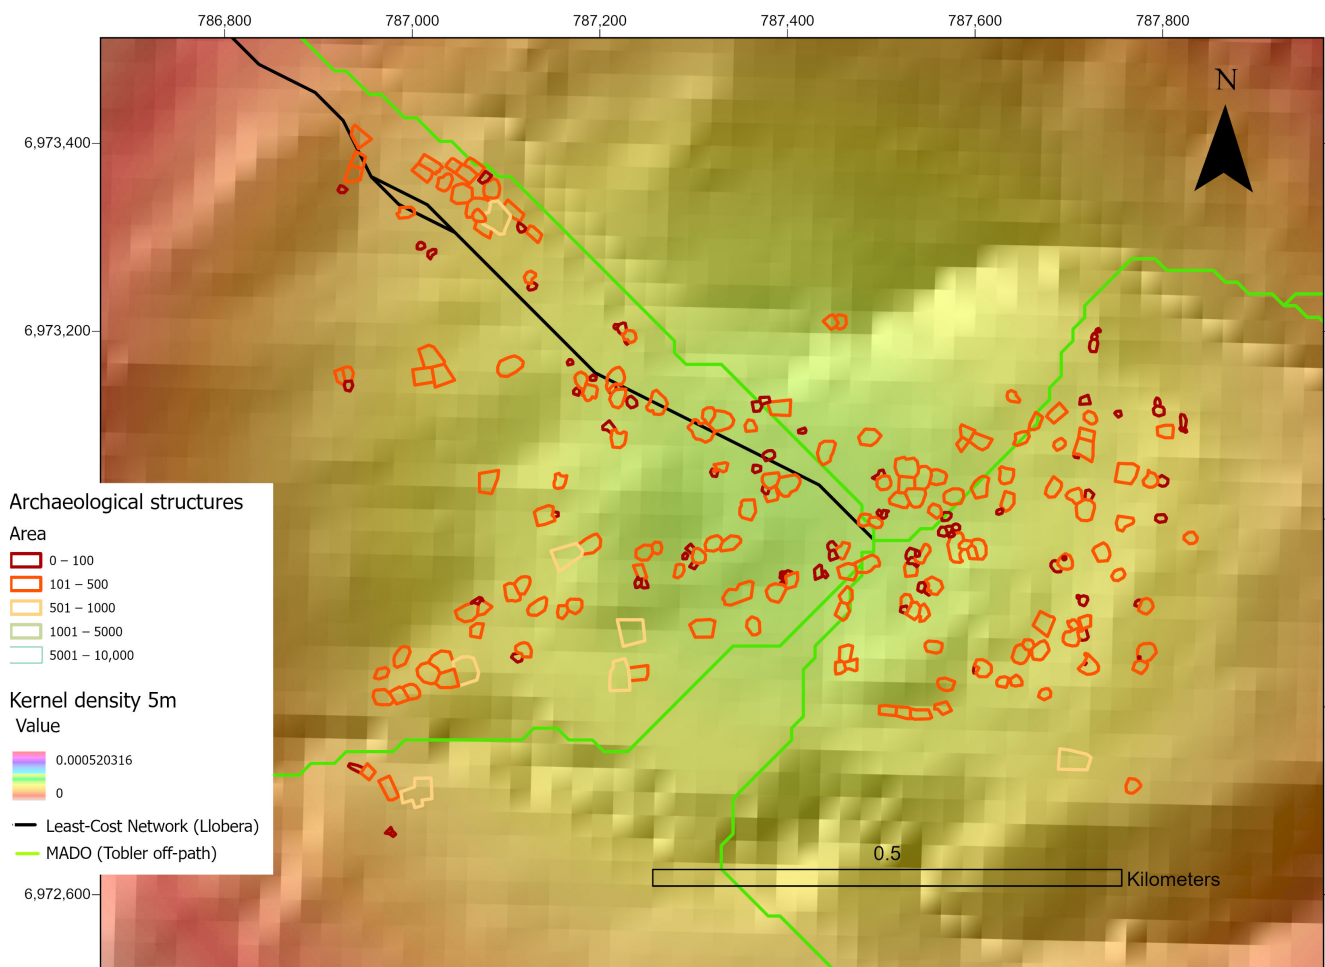 786,800 787,000 787,200 787,400 787,600 787,800
N
6,973,400
6,973,200
Archaeological structures
Area
0 – 100
101 – 500
501 – 1000
1001 – 5000
5001 – 10,000
Kernel density 5m
Value
0.000520316
0
Least-Cost Network (Llobera)
MADO (Tobler off-path)
0.5
Kilometers
6,972,600